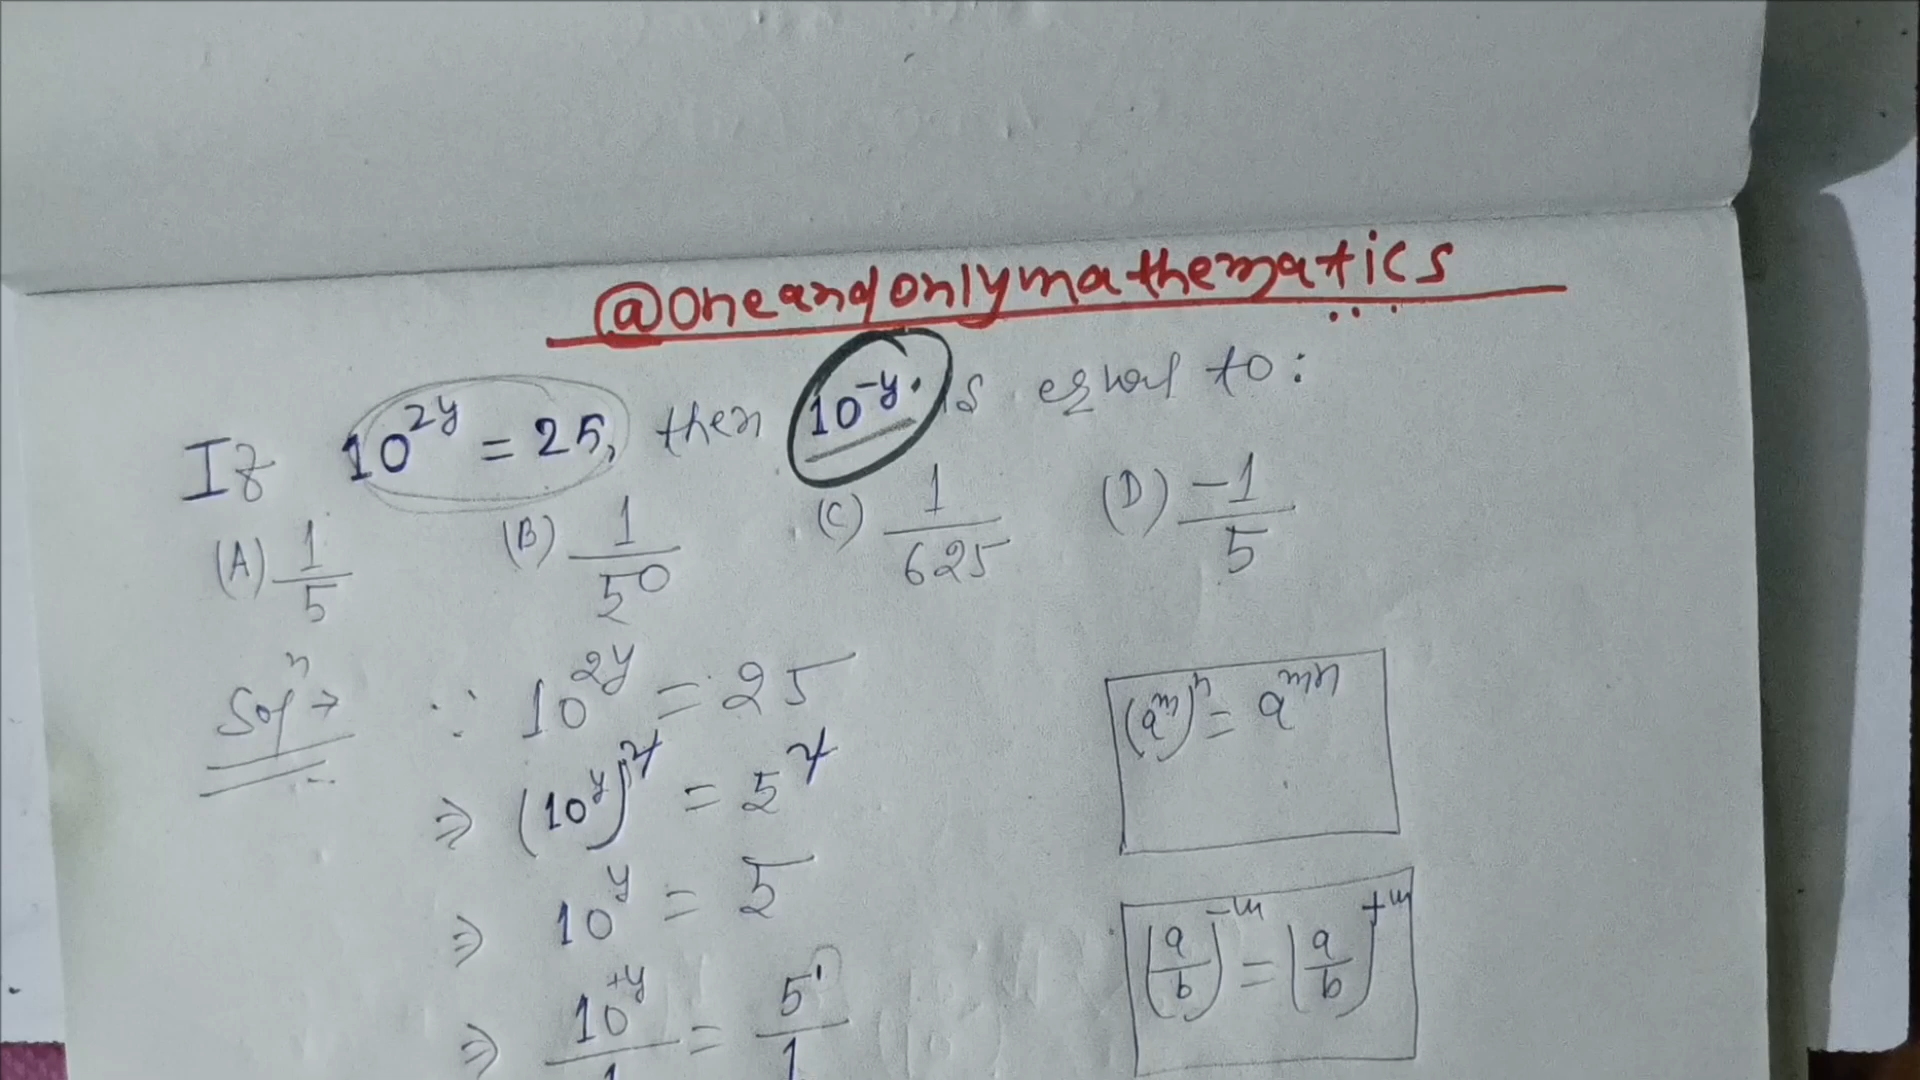 @oneandonlymathematics
If 10^2y = 25, then 10^-y is equal to:
(A) 1/5 (B) 1/50 (C) 1/625 (D) -1/5
Sol^n → ∵ 10^2y = 25
⇒ (10^y)^2 = 5^2
⇒ 10^y = 5
⇒ 10^+y/1 = 5^1/1
(a^m)^n = a^mn
(a/b)^-m = (a/b)^+m